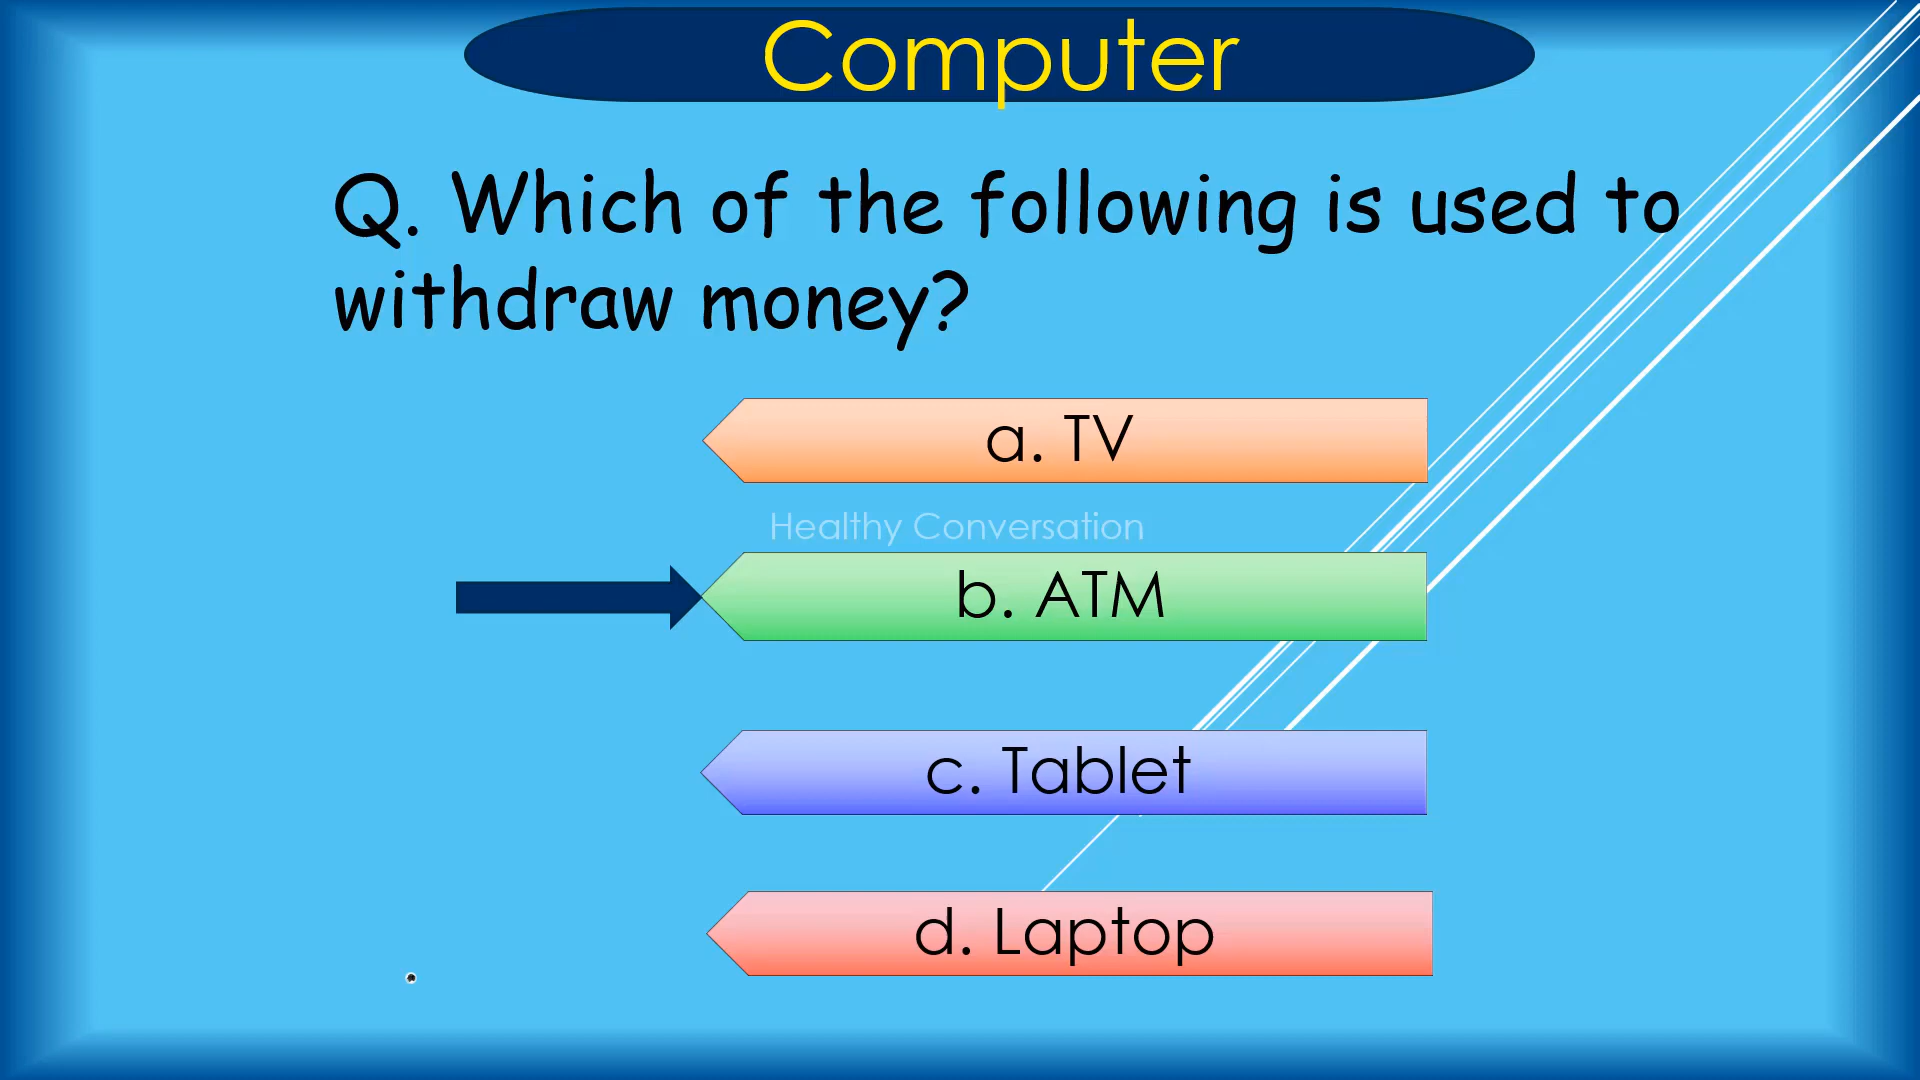 Computer
Q. Which of the following is used to
withdraw money?
a. TV
Healthy Conversation
b. ATM
c. Tablet
d. Laptop